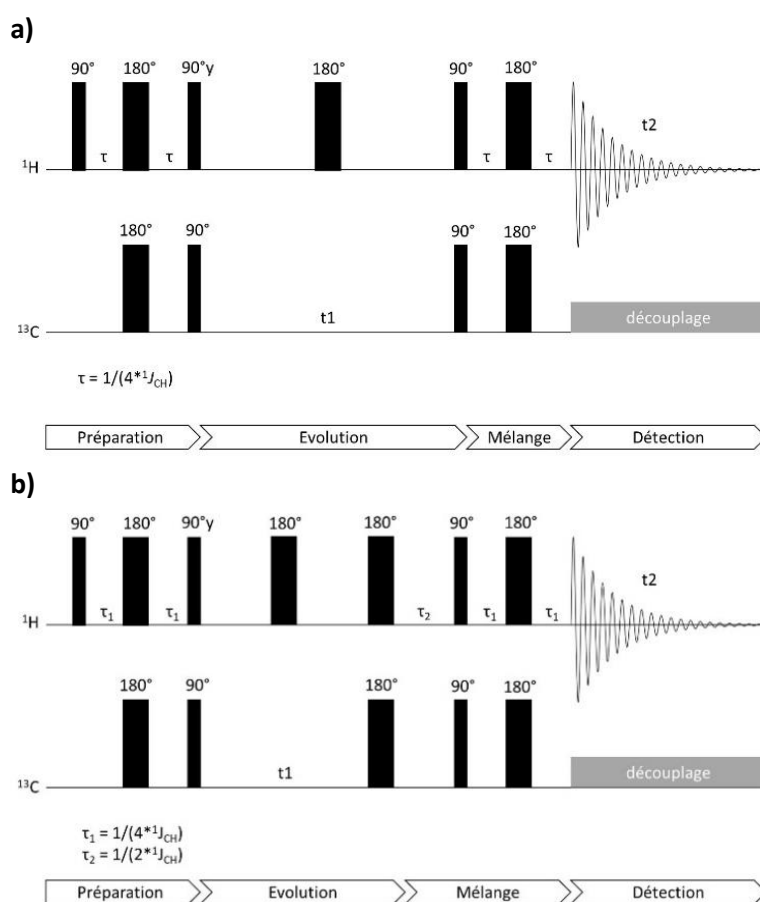 a)
90° 180° 90°y 180° 90° 180°
t2
τ τ τ τ
¹H
180° 90° 90° 180°
t1 découplage
¹³C
τ = 1/(4*¹J_CH)
Préparation Evolution Mélange Détection
b)
90° 180° 90°y 180° 180° 90° 180°
t2
τ₁ τ₁ τ₂ τ₁ τ₁
¹H
180° 90° 180° 90° 180°
t1 découplage
¹³C
τ₁ = 1/(4*¹J_CH)
τ₂ = 1/(2*¹J_CH)
Préparation Evolution Mélange Détection